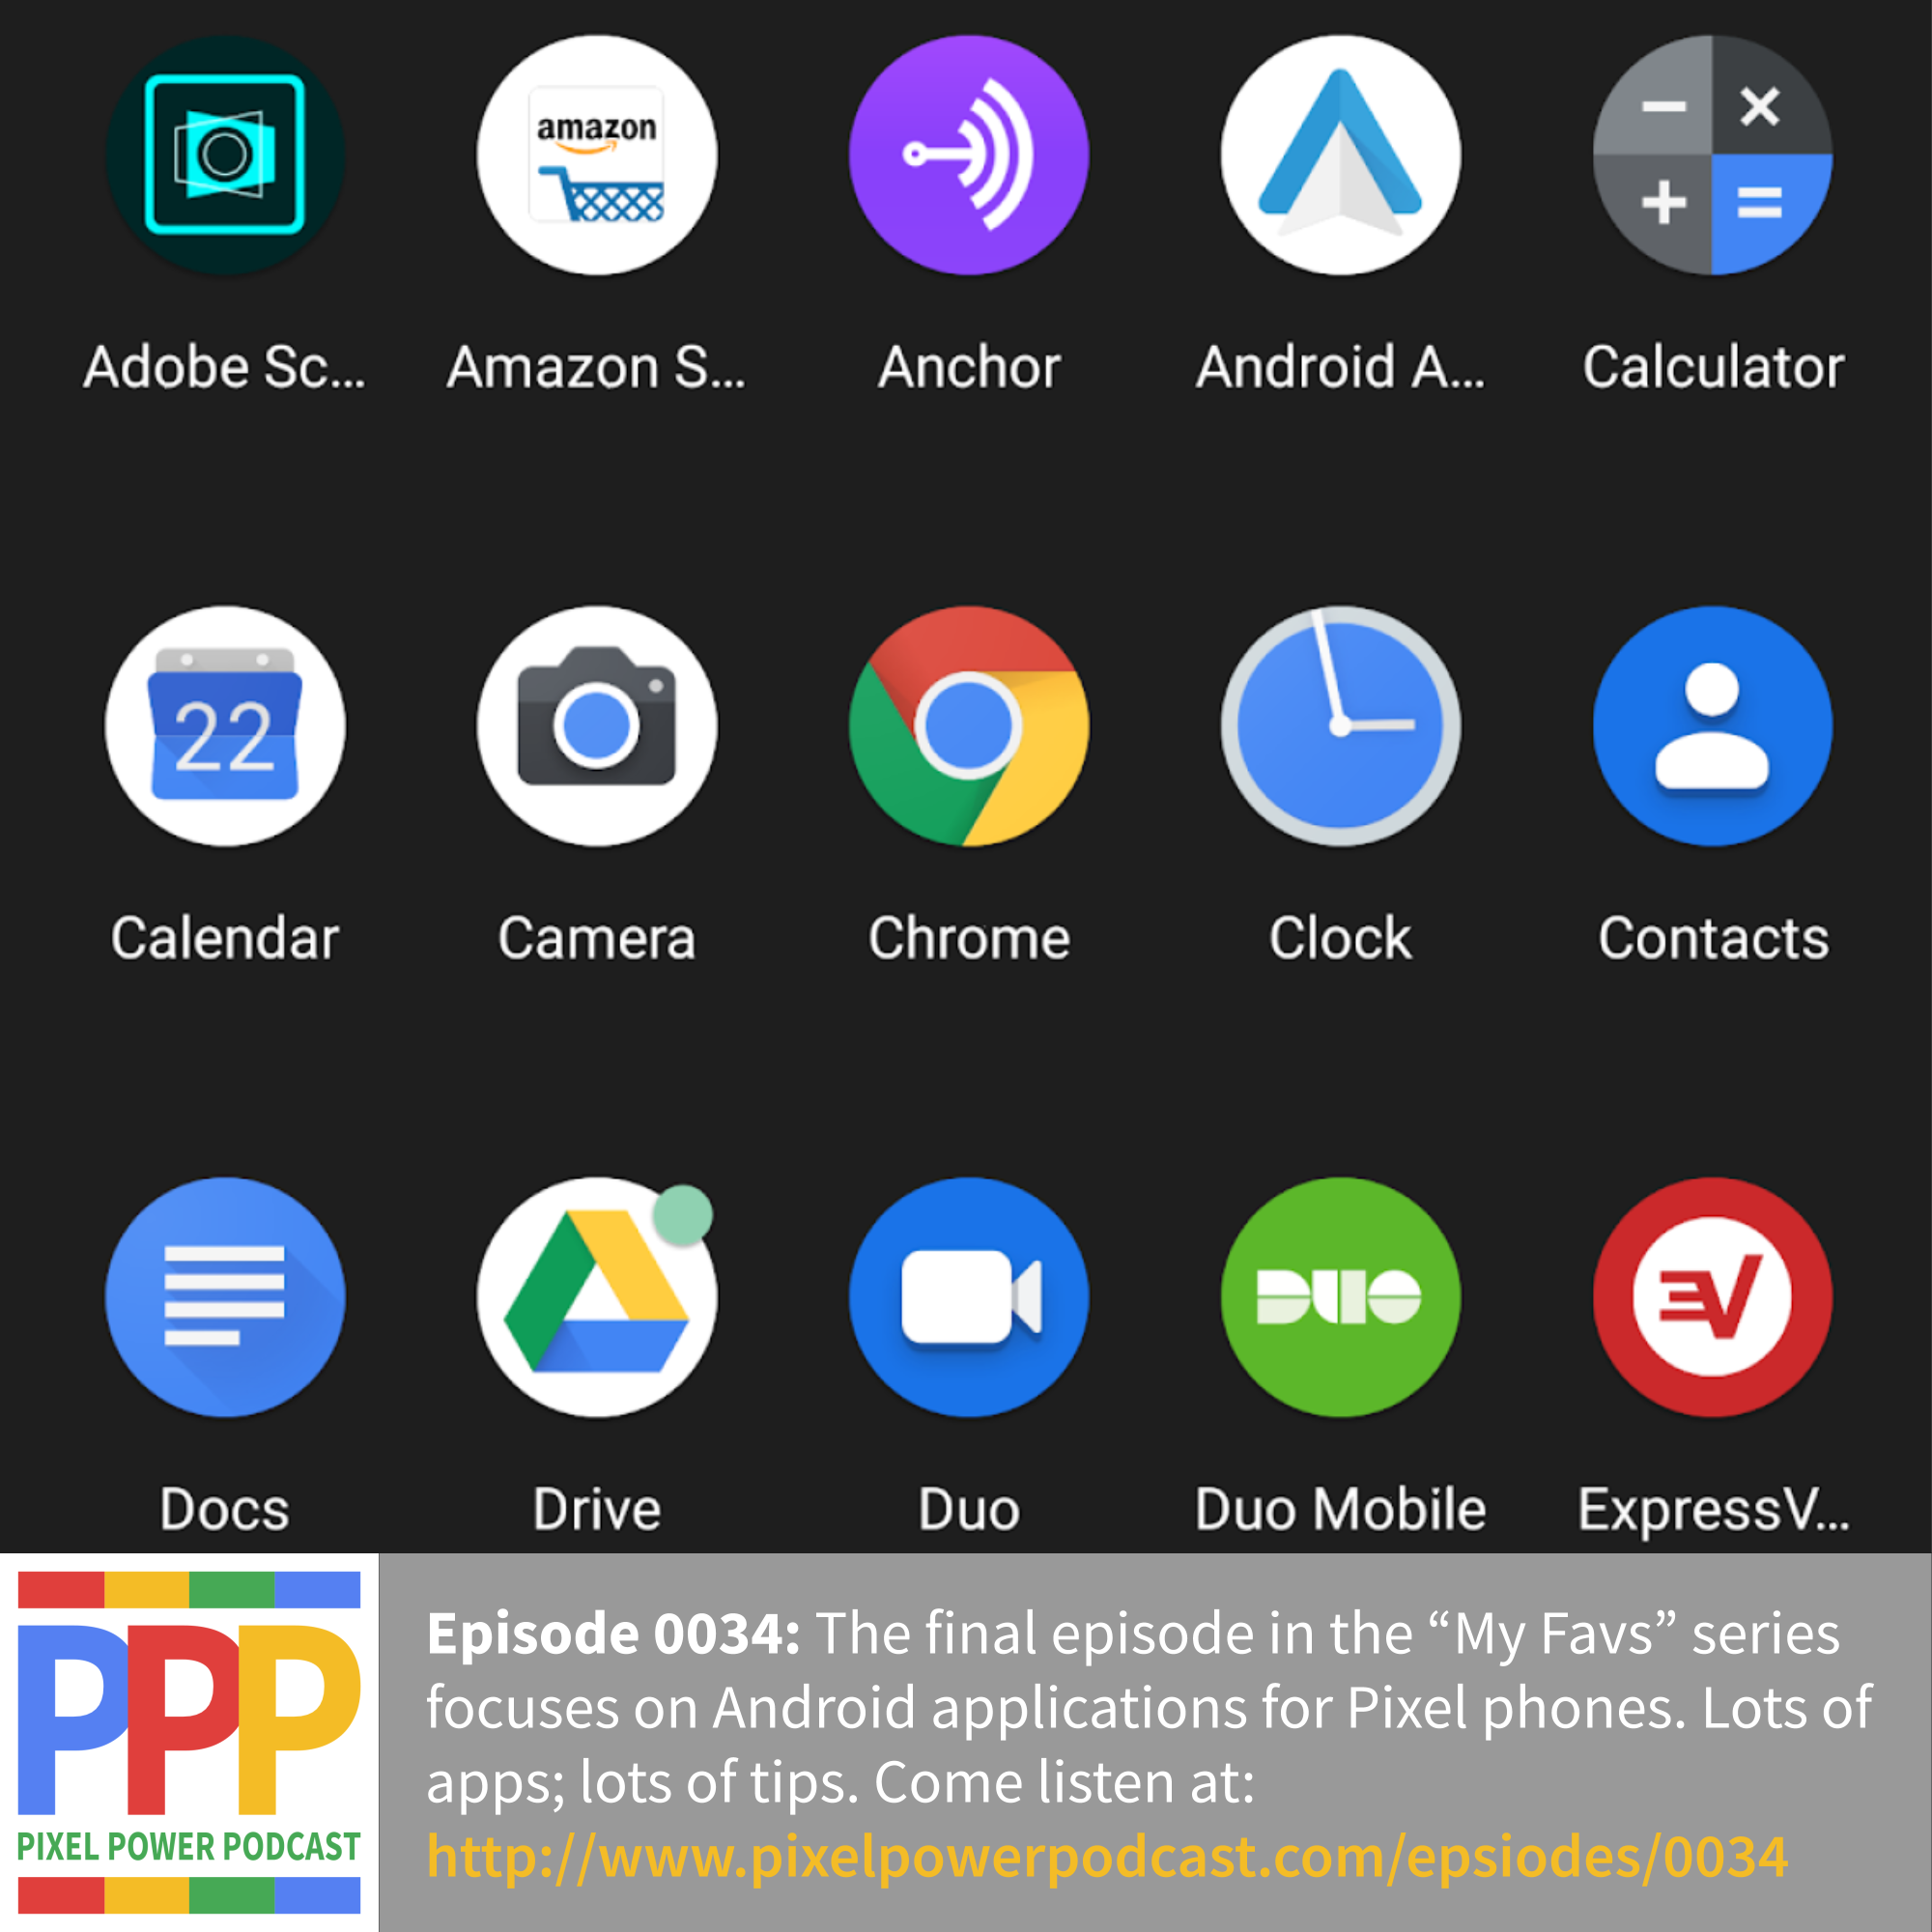 amazon
Adobe Sc...
Amazon S...
Anchor
Android A...
Calculator
22
Calendar
Camera
Chrome
Clock
Contacts
DUO
EV
Docs
Drive
Duo
Duo Mobile
ExpressV...
PPP
PIXEL POWER PODCAST
Episode 0034: The final episode in the “My Favs” series
focuses on Android applications for Pixel phones. Lots of
apps; lots of tips. Come listen at:
http://www.pixelpowerpodcast.com/epsiodes/0034